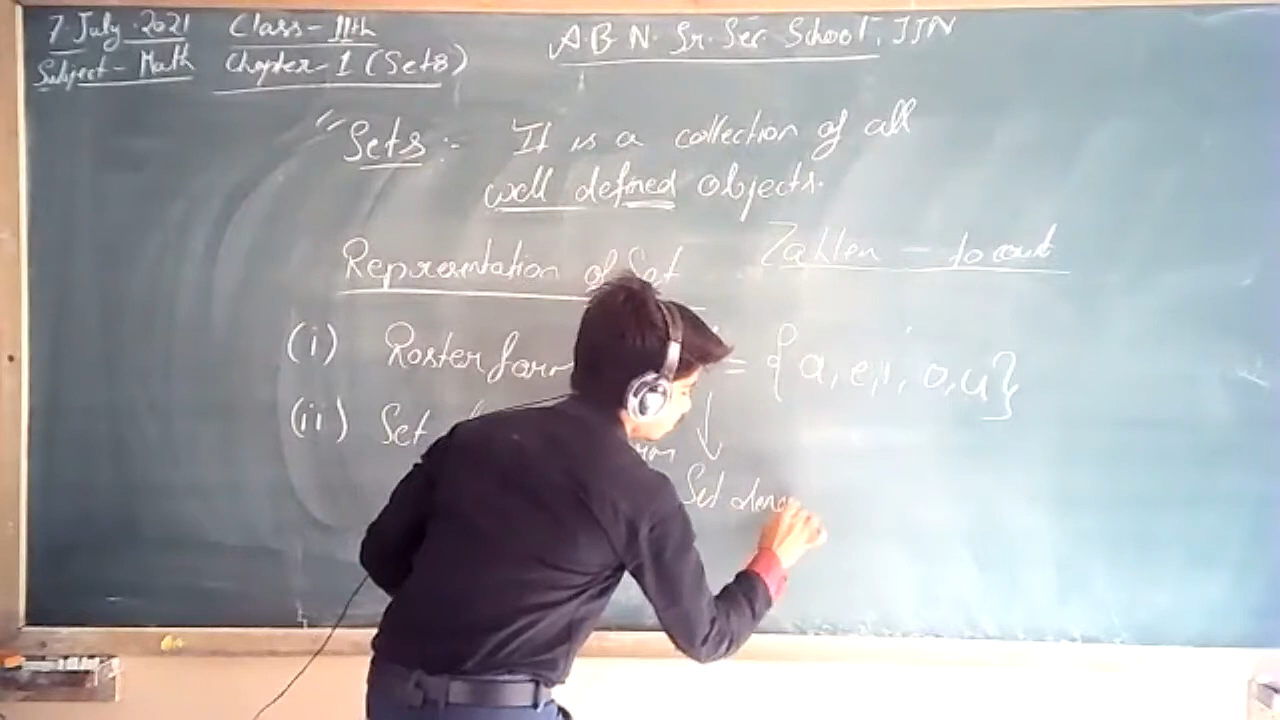 7 July 2021 Class - 11th A.B.N. Sr. Sec. School, JJN
Subject - Math Chapter - 1 (Sets)
"Sets :- It is a collection of all
well defined objects.
Representation of Set Zahlen - to count
(i) Roster form = {a, e, i, o, u}
(ii) Set
Set